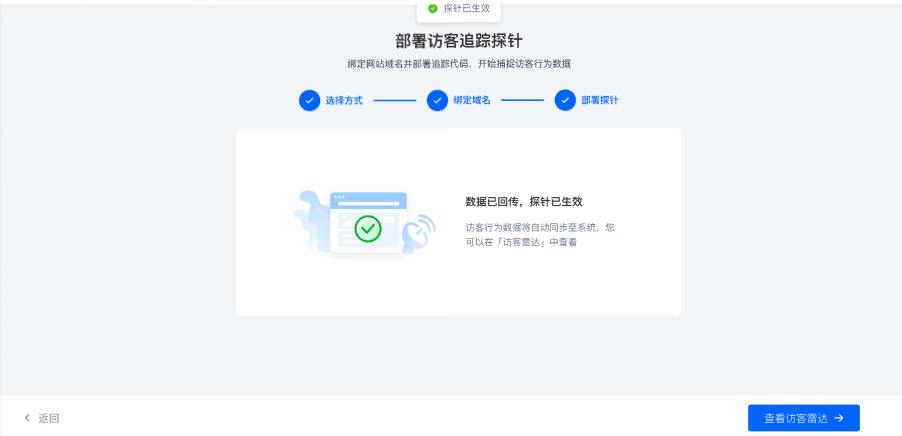 探针已生效
部署访客追踪探针
绑定网站域名并部署追踪代码，开始捕捉访客行为数据
选择方式 绑定域名 部署探针
数据已回传，探针已生效
访客行为数据将自动同步至系统，您
可以在「访客雷达」中查看
返回 查看访客雷达